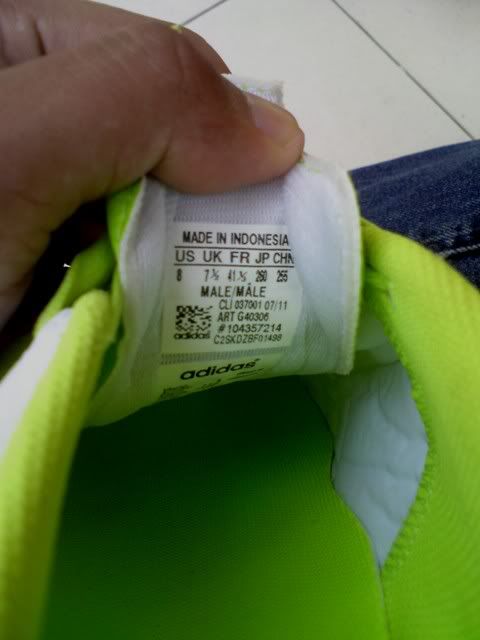 MADE IN INDONESIA
US UK FR JP CHN
8 7½ 41⅓ 260 255
MALE/MÂLE
CLI 037001 07/11
ART G40306
#104357214
adidas C2SKDZBF01498
adidas